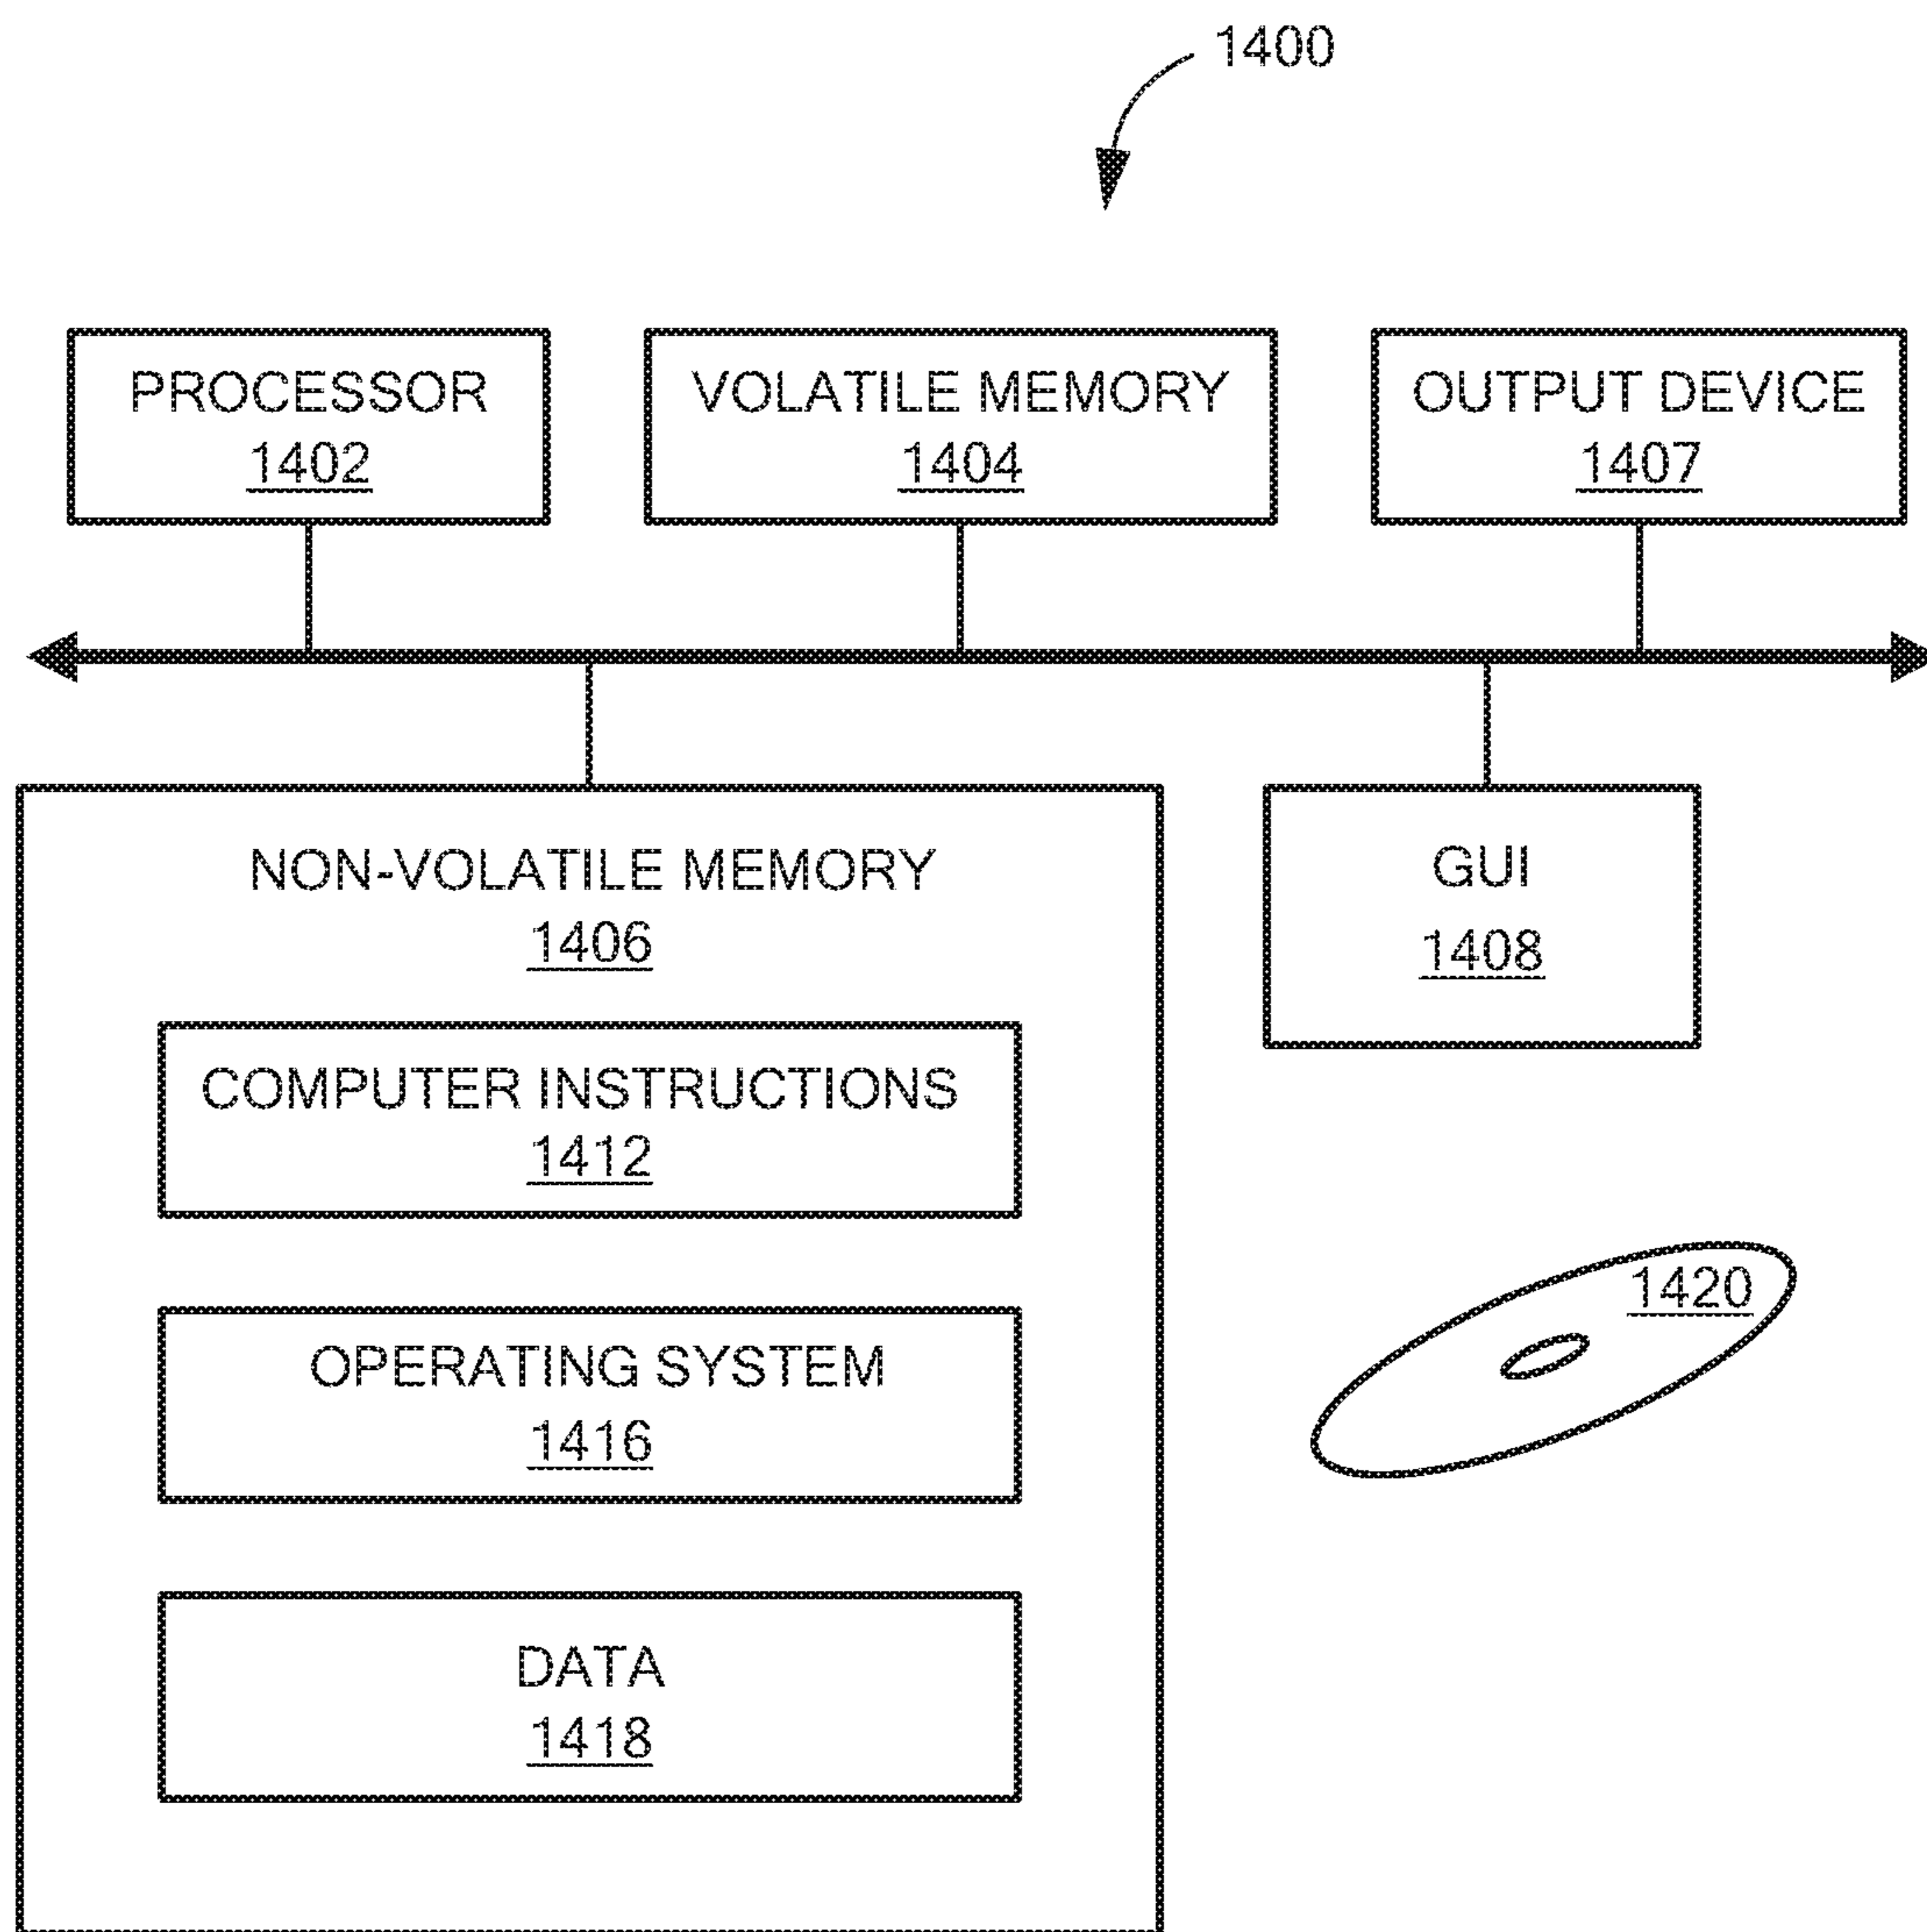 1400
PROCESSOR
1402
VOLATILE MEMORY
1404
OUTPUT DEVICE
1407
NON-VOLATILE MEMORY
1406
GUI
1408
COMPUTER INSTRUCTIONS
1412
OPERATING SYSTEM
1416
DATA
1418
1420